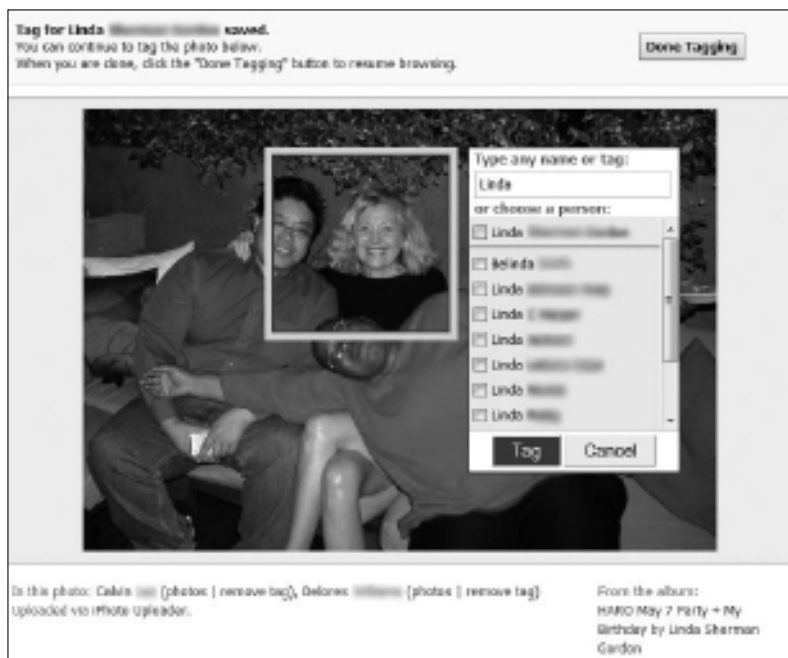 Tag for Linda saved.
You can continue to tag the photo below.
When you are done, click the "Done Tagging" button to resume browsing.
Done Tagging
Type any name or tag:
Linda
or choose a person:
Linda
Belinda
Linda
Linda
Linda
Linda
Linda
Linda
Tag
Cancel
In this photo: Calvin (photos | remove tag), Delores (photos | remove tag)
Uploaded via iPhoto Uploader.
From the album:
HARO May 7 Party + My
Birthday by Linda Sherman
Gordon